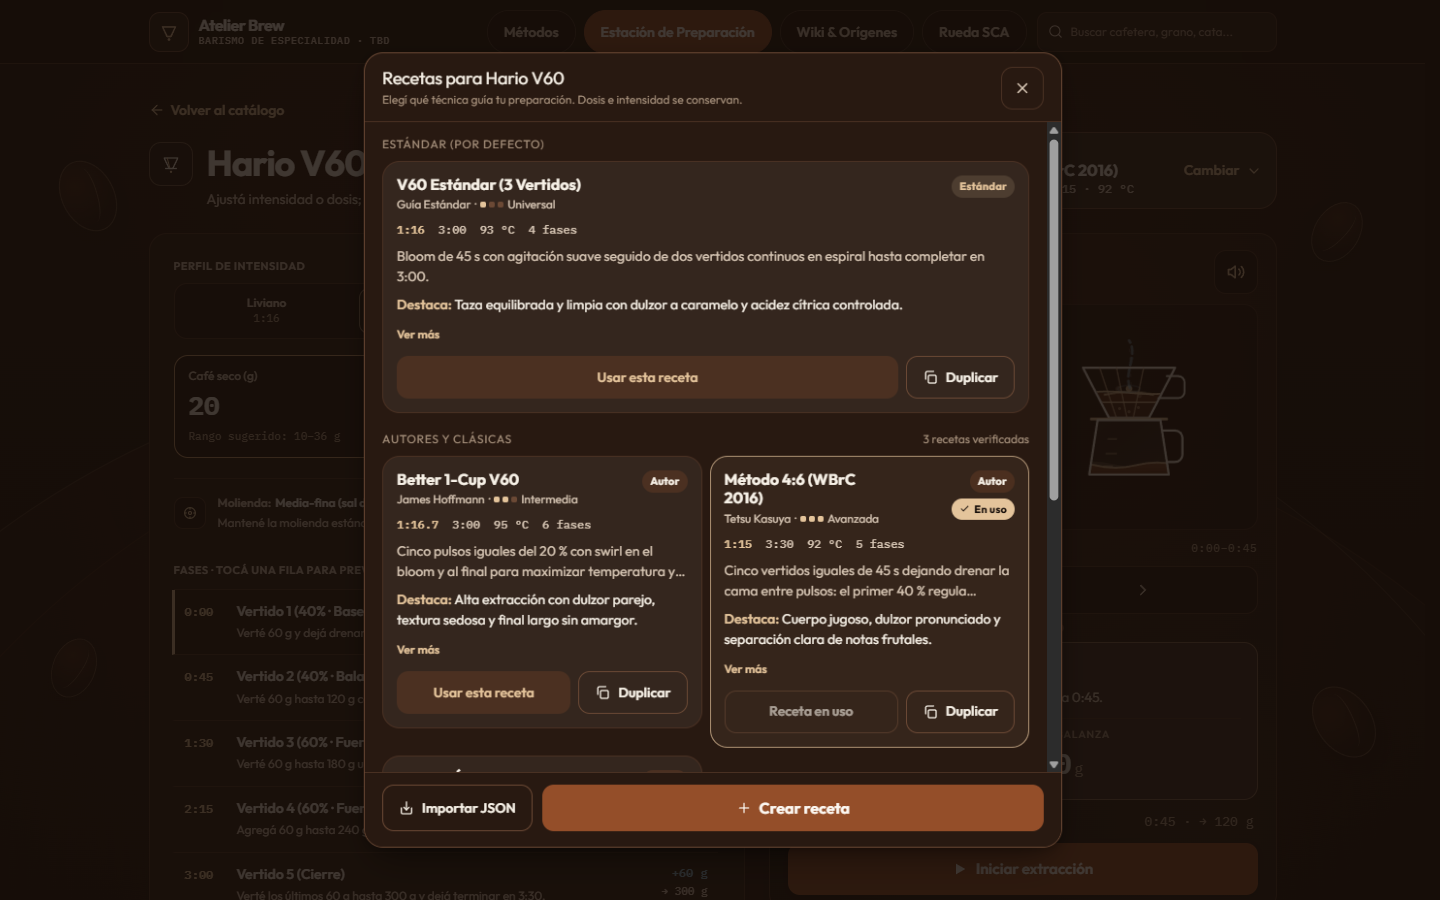 Atelier Brew
BARISMO DE ESPECIALIDAD · TBD
Métodos
Estación de Preparación
Wiki & Orígenes
Rueda SCA
Buscar cafetera, grano, cata...
Volver al catálogo
Hario V60
Ajustá intensidad o dosis;
C 2016)
15 · 92 °C
Cambiar
PERFIL DE INTENSIDAD
Liviano
1:16
Café seco (g)
20
Rango sugerido: 10-36 g
Molienda: Media-fina (sal
Mantené la molienda están
FASES · TOCÁ UNA FILA PARA PREV
0:00
Vertido 1 (40% · Base
Verté 60 g y dejá drenar
0:45
Vertido 2 (40% · Bala
Verté 60 g hasta 120 g
1:30
Vertido 3 (60% · Fuer
Verté 60 g hasta 180 g
2:15
Vertido 4 (60% · Fuer
Agregá 60 g hasta 240
3:00
Vertido 5 (Cierre)
Verté los últimos 60 g hasta 300 g y dejá terminar en 3:30.
+60 g
→ 300 g
Recetas para Hario V60
Elegí qué técnica guía tu preparación. Dosis e intensidad se conservan.
ESTÁNDAR (POR DEFECTO)
V60 Estándar (3 Vertidos)
Estándar
Guía Estándar · Universal
1:16 3:00 93 °C 4 fases
Bloom de 45 s con agitación suave seguido de dos vertidos continuos en espiral hasta completar en
3:00.
Destaca: Taza equilibrada y limpia con dulzor a caramelo y acidez cítrica controlada.
Ver más
Usar esta receta
Duplicar
AUTORES Y CLÁSICAS
3 recetas verificadas
Better 1-Cup V60
Autor
James Hoffmann · Intermedia
1:16.7 3:00 95 °C 6 fases
Cinco pulsos iguales del 20 % con swirl en el
bloom y al final para maximizar temperatura y...
Destaca: Alta extracción con dulzor parejo,
textura sedosa y final largo sin amargor.
Ver más
Usar esta receta
Duplicar
Método 4:6 (WBrC
2016)
Autor
En uso
Tetsu Kasuya · Avanzada
1:15 3:30 92 °C 5 fases
Cinco vertidos iguales de 45 s dejando drenar la
cama entre pulsos: el primer 40 % regula...
Destaca: Cuerpo jugoso, dulzor pronunciado y
separación clara de notas frutales.
Ver más
Receta en uso
Duplicar
Importar JSON
+ Crear receta
0:00–0:45
a 0:45.
ALANZA
0 g
0:45 · → 120 g
Iniciar extracción